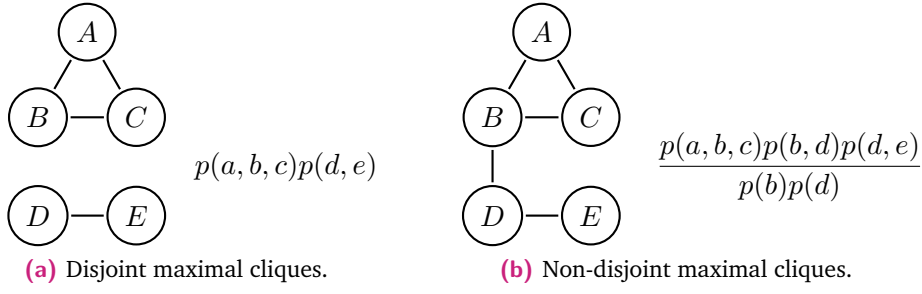 A
B C
p(a, b, c)p(d, e)
D E
(a) Disjoint maximal cliques.
A
B C
p(a, b, c)p(b, d)p(d, e)
p(b)p(d)
D E
(b) Non-disjoint maximal cliques.